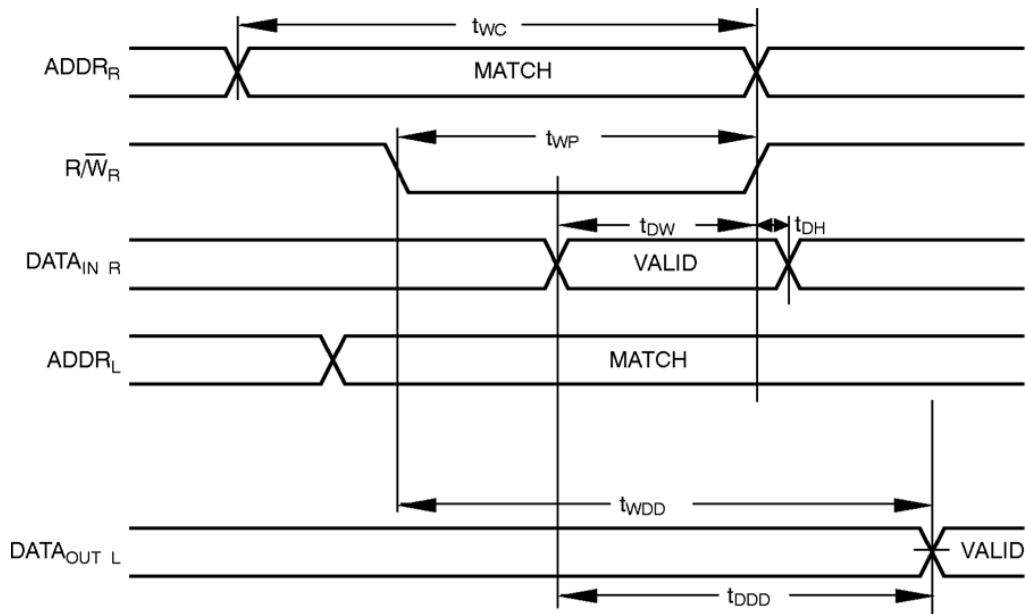 tWC
ADDRR MATCH
tWP
R/W̅R
tDW tDH
DATAIN R VALID
ADDRL MATCH
tWDD
DATAOUT L VALID
tDDD